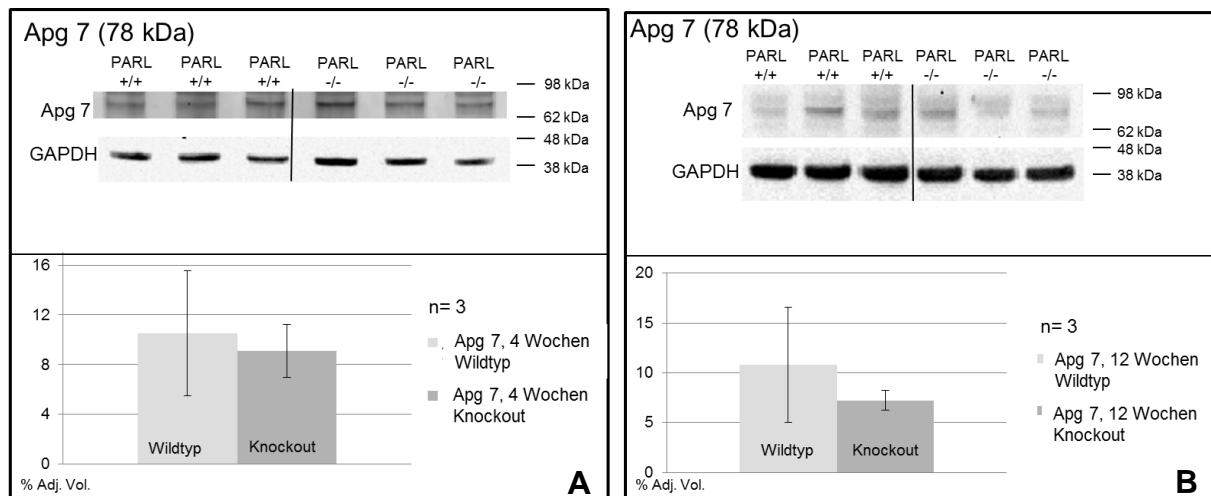 Apg 7 (78 kDa)
PARL PARL PARL PARL PARL PARL
+/+ +/+ +/+ -/- -/- -/-
98 kDa
Apg 7
62 kDa
48 kDa
GAPDH
38 kDa
16
12
8
4
0
Wildtyp Knockout
% Adj. Vol.
n= 3
Apg 7, 4 Wochen
Wildtyp
Apg 7, 4 Wochen
Knockout
A
Apg 7 (78 kDa)
PARL PARL PARL PARL PARL PARL
+/+ +/+ +/+ -/- -/- -/-
98 kDa
Apg 7
62 kDa
48 kDa
GAPDH
38 kDa
20
15
10
5
0
Wildtyp Knockout
% Adj. Vol.
n= 3
Apg 7, 12 Wochen
Wildtyp
Apg 7, 12 Wochen
Knockout
B